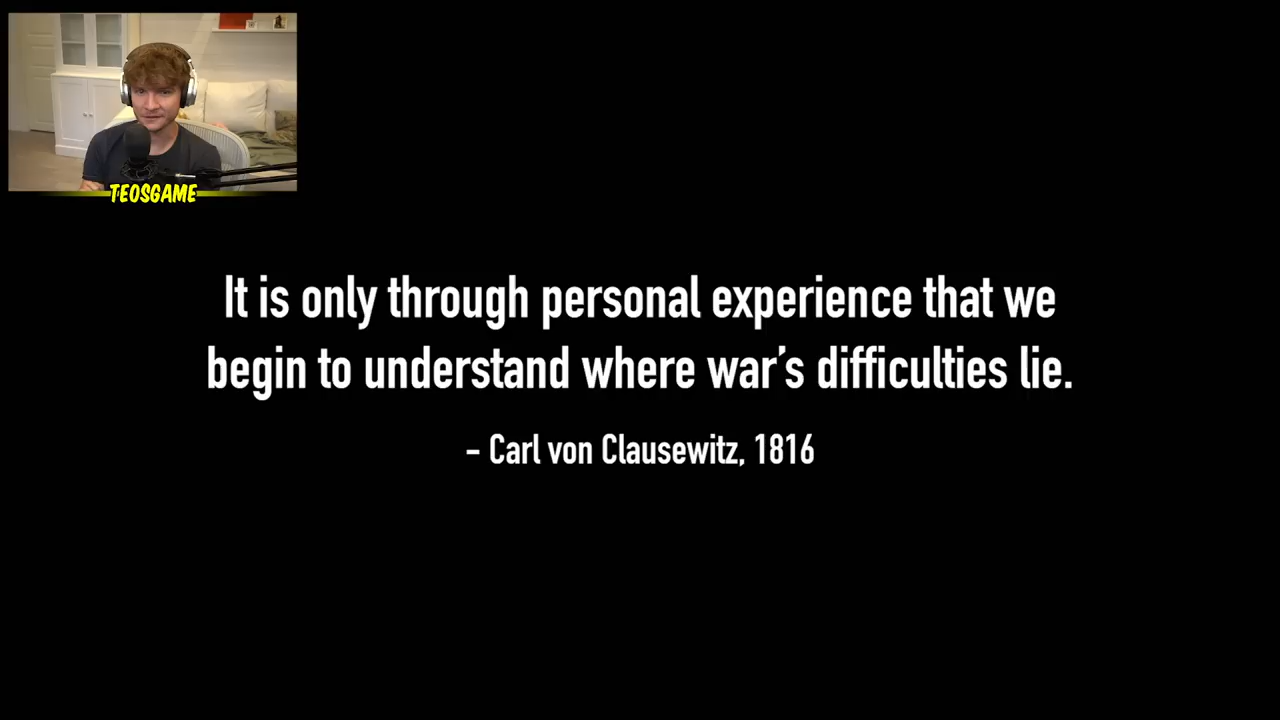 TEOSGAME
It is only through personal experience that we
begin to understand where war's difficulties lie.
– Carl von Clausewitz, 1816